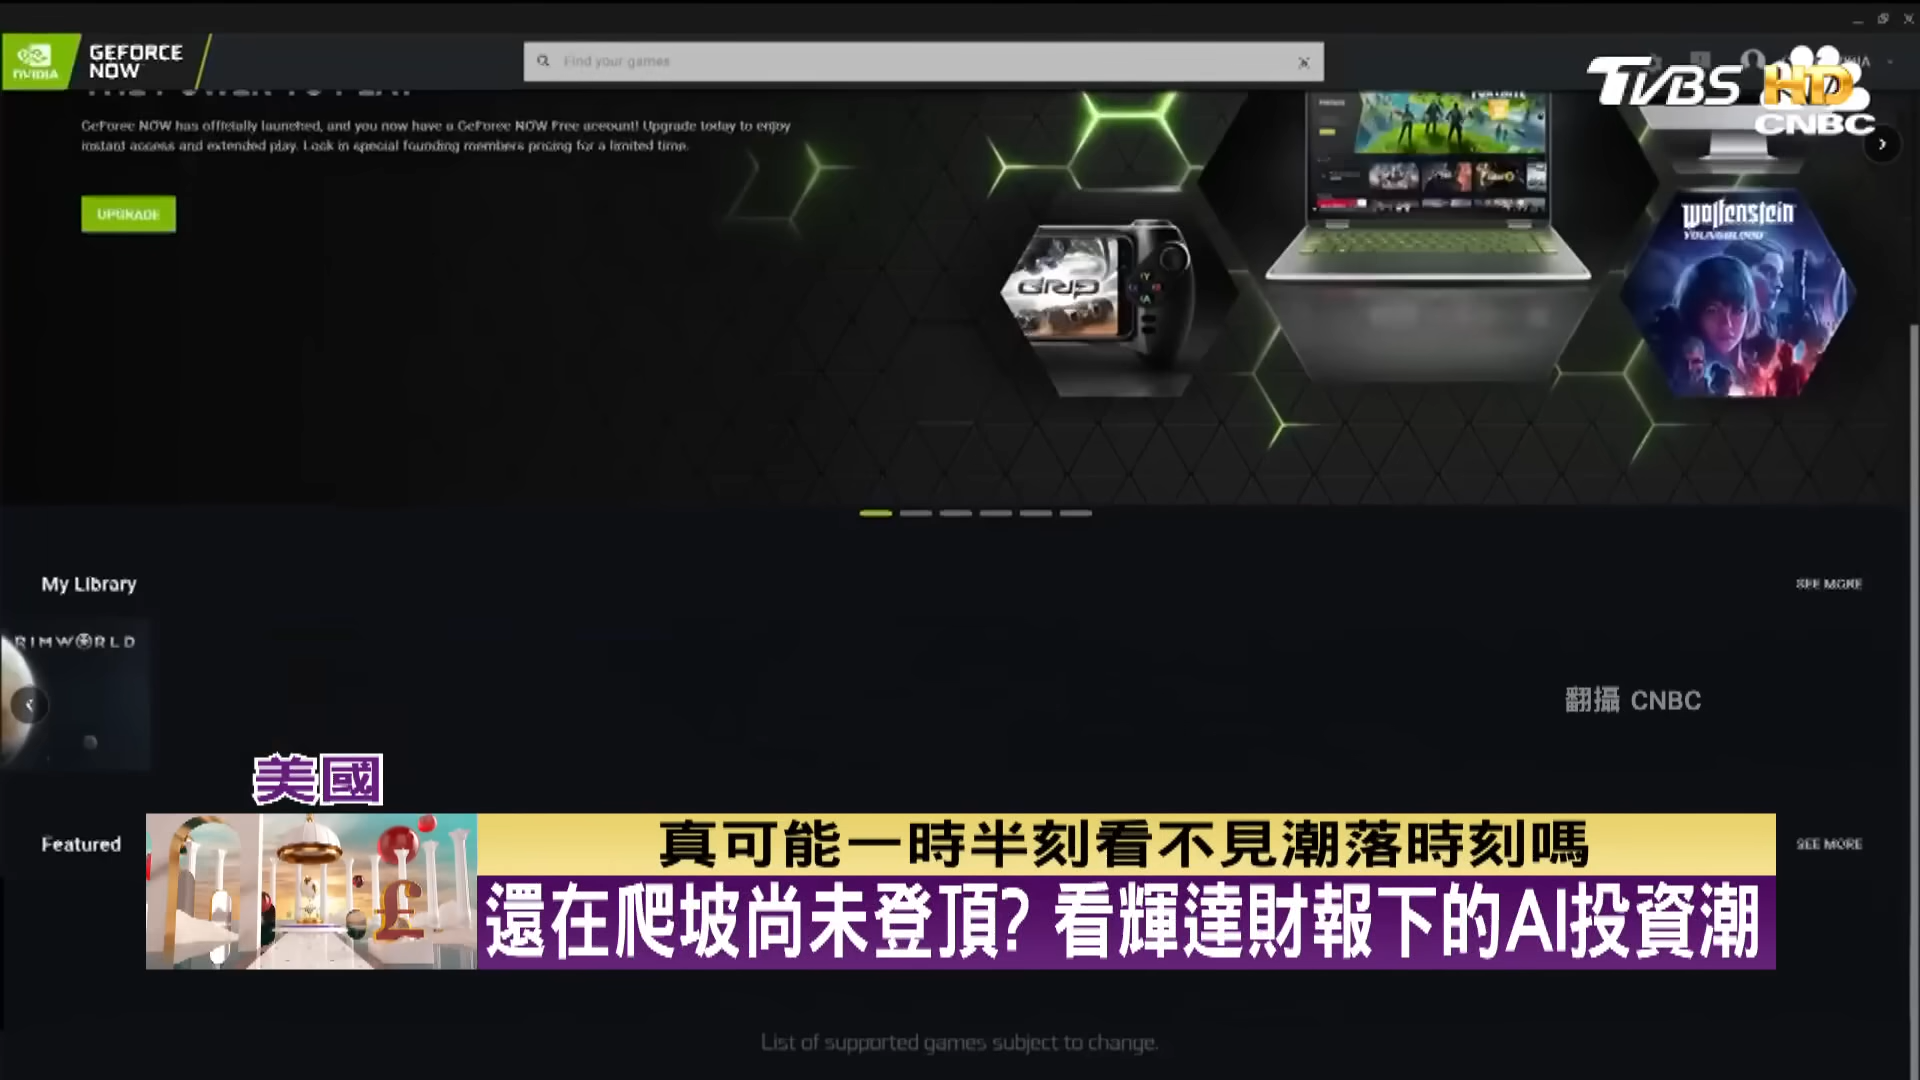 NVIDIA
GEFORCE
NOW
Find your games
TVBS HD
CNBC
GeForce NOW has officially launched, and you now have a GeForce NOW Free account! Upgrade today to enjoy
instant access and extended play. Lock in special founding members pricing for a limited time.
UPGRADE
GRIP
Wolfenstein
YOUNGBLOOD
My Library
SEE MORE
RIMWORLD
翻攝 CNBC
美國
Featured
SEE MORE
真可能一時半刻看不見潮落時刻嗎
還在爬坡尚未登頂? 看輝達財報下的AI投資潮
List of supported games subject to change.